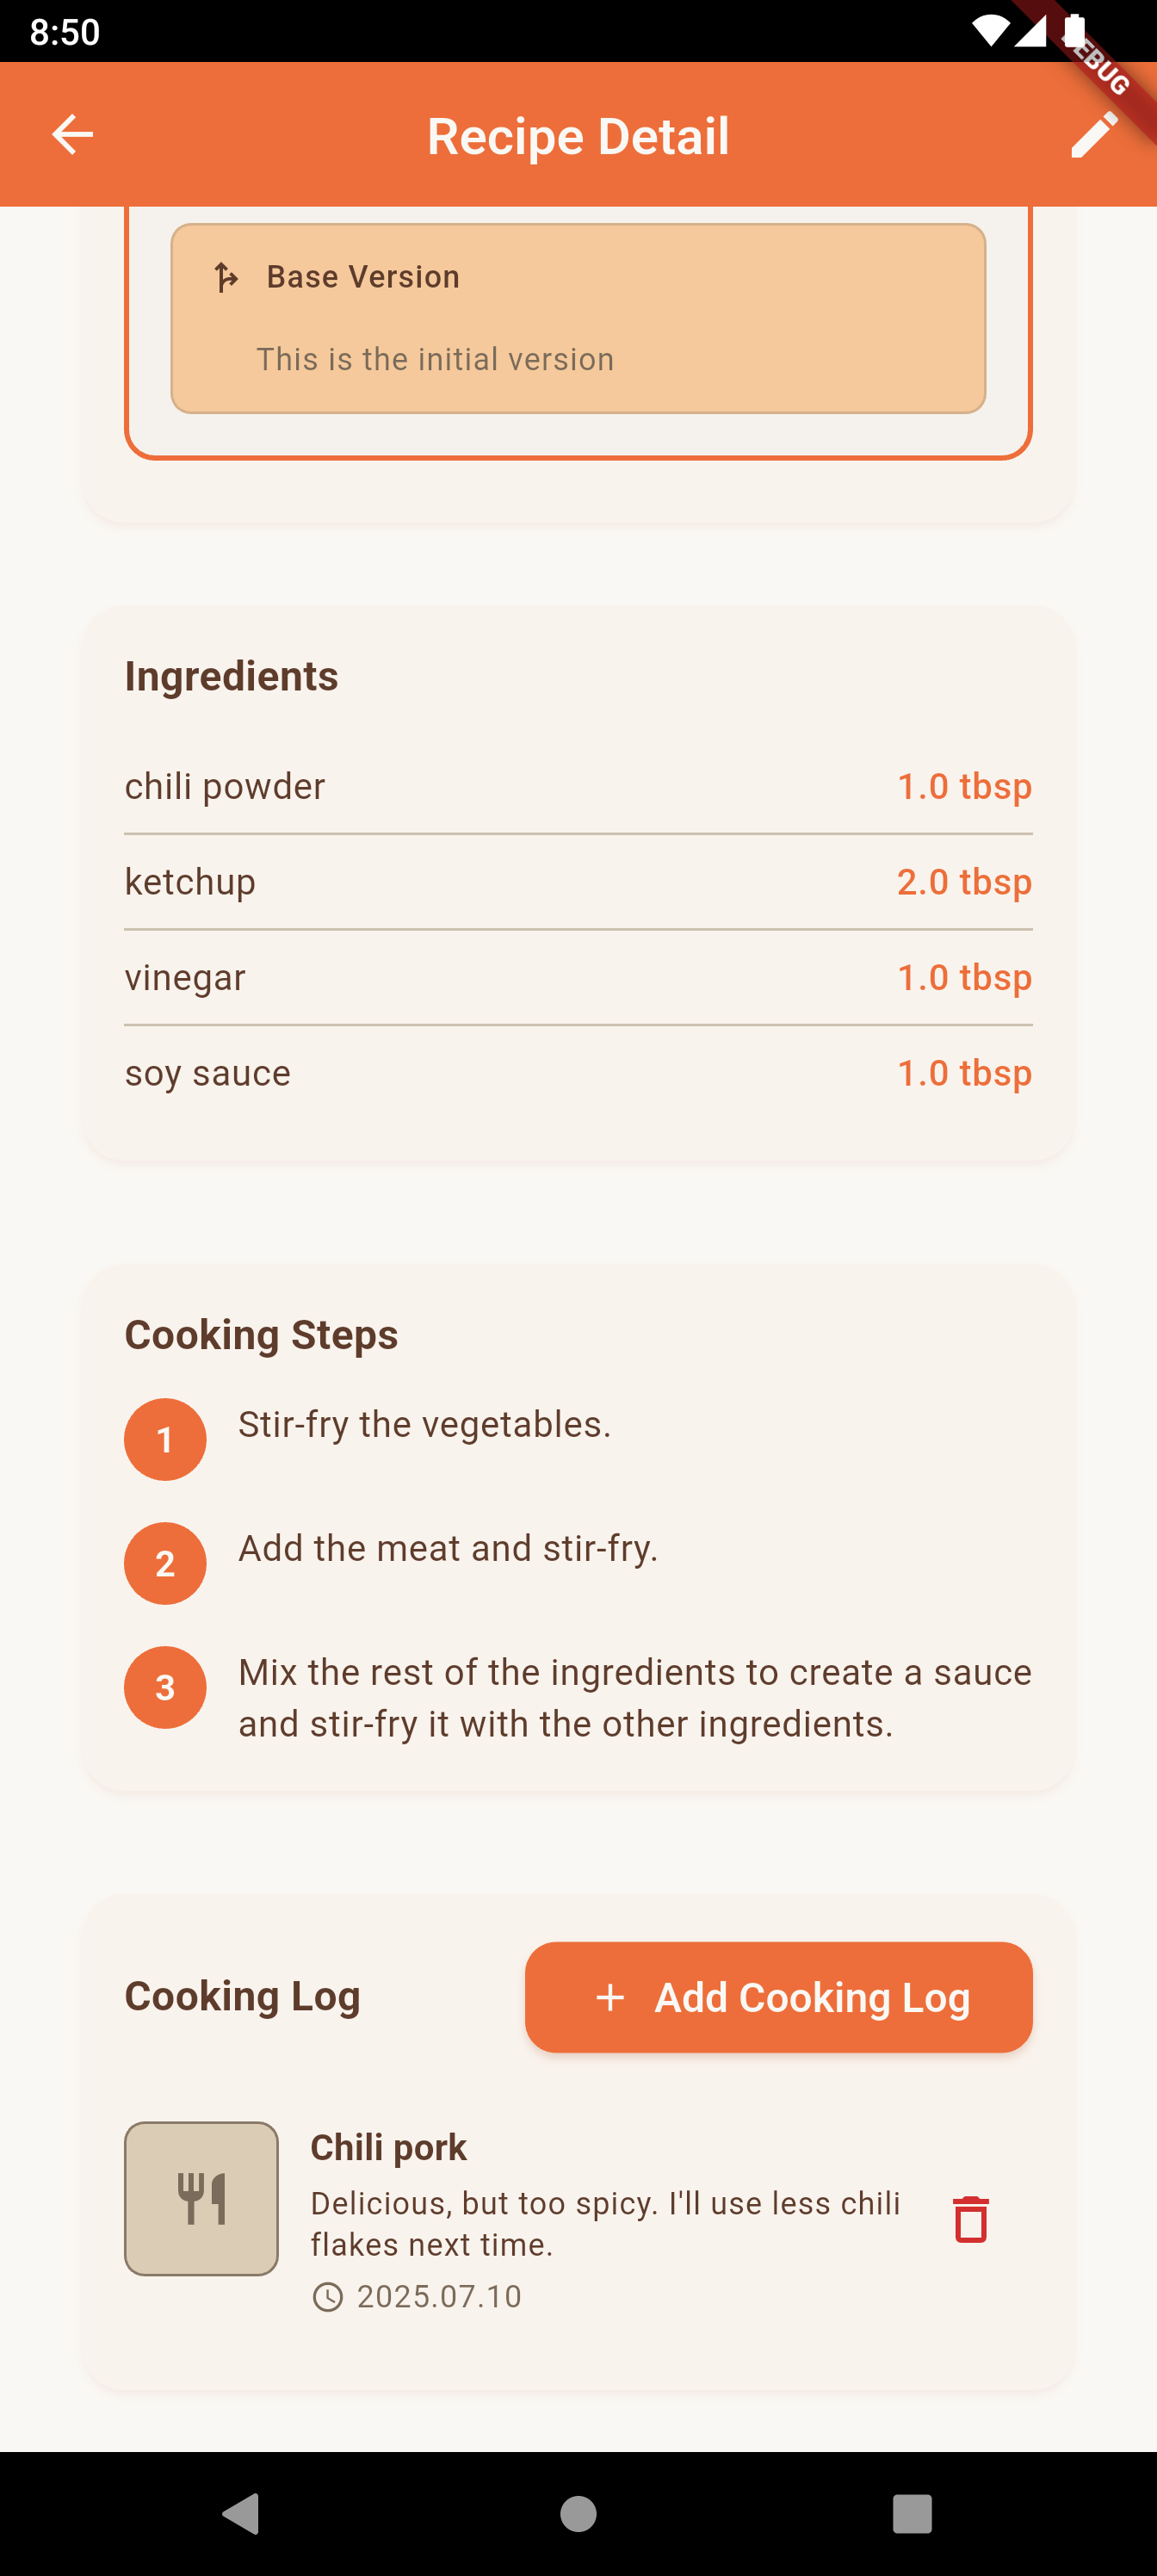 8:50
EBUG
Recipe Detail
Base Version
This is the initial version
Ingredients
chili powder 1.0 tbsp
ketchup 2.0 tbsp
vinegar 1.0 tbsp
soy sauce 1.0 tbsp
Cooking Steps
1 Stir-fry the vegetables.
2 Add the meat and stir-fry.
3 Mix the rest of the ingredients to create a sauce
and stir-fry it with the other ingredients.
Cooking Log + Add Cooking Log
Chili pork
Delicious, but too spicy. I'll use less chili
flakes next time.
2025.07.10